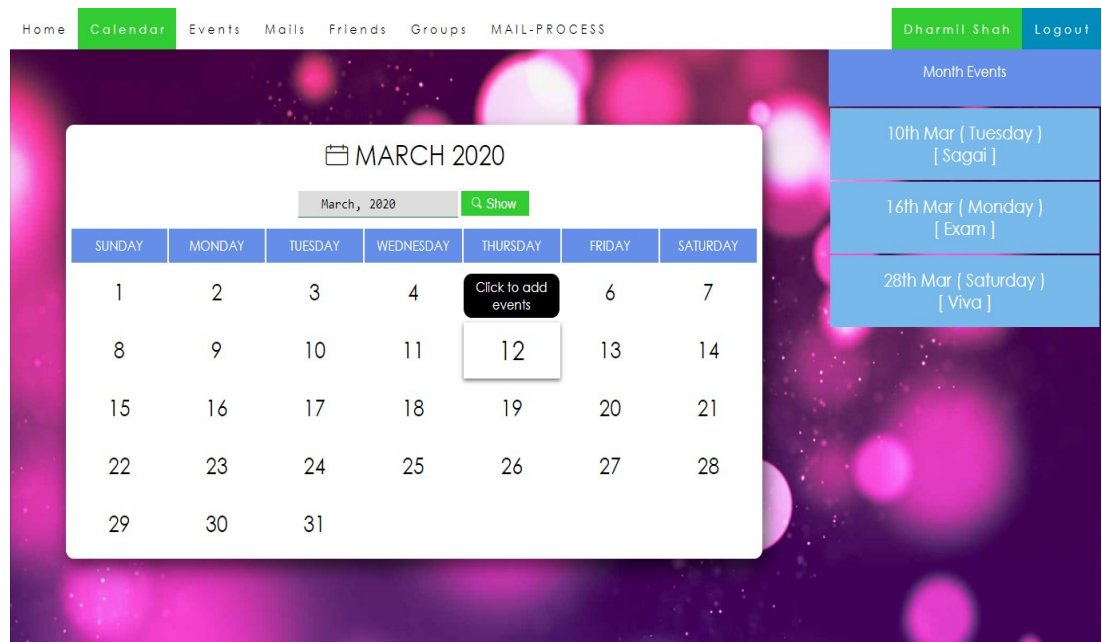 Home Calendar Events Mails Friends Groups MAIL-PROCESS Dharmil Shah Logout
MARCH 2020
March, 2020 Show
SUNDAY MONDAY TUESDAY WEDNESDAY THURSDAY FRIDAY SATURDAY
1 2 3 4 Click to add events 6 7
8 9 10 11 12 13 14
15 16 17 18 19 20 21
22 23 24 25 26 27 28
29 30 31
Month Events
10th Mar ( Tuesday )
[ Sagai ]
16th Mar ( Monday )
[ Exam ]
28th Mar ( Saturday )
[ Viva ]